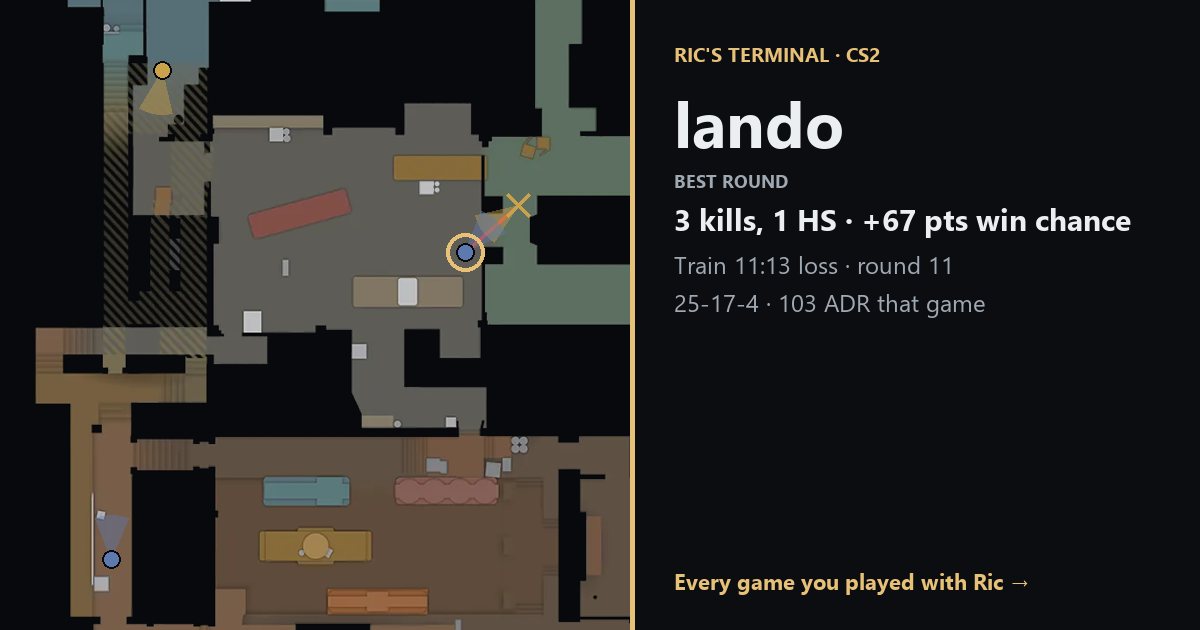 RIC'S TERMINAL · CS2
lando
BEST ROUND
3 kills, 1 HS · +67 pts win chance
Train 11:13 loss · round 11
25-17-4 · 103 ADR that game
Every game you played with Ric →